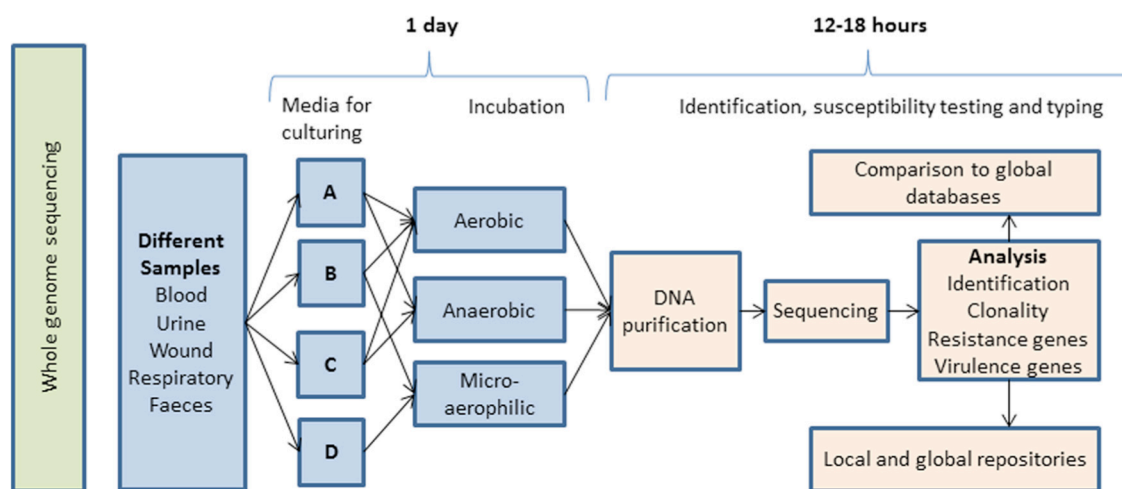 1 day
12-18 hours
Whole genome sequencing
Media for
culturing
Incubation
Identification, susceptibility testing and typing
Different
Samples
Blood
Urine
Wound
Respiratory
Faeces
A
B
C
D
Aerobic
Anaerobic
Micro-
aerophilic
DNA
purification
Sequencing
Comparison to global
databases
Analysis
Identification
Clonality
Resistance genes
Virulence genes
Local and global repositories